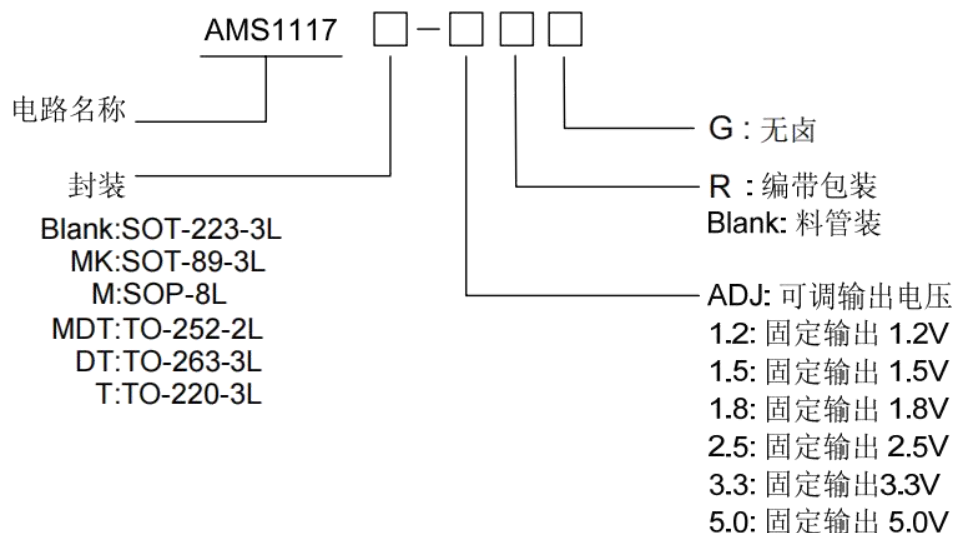 AMS1117 □-□□□
电路名称
封装
Blank:SOT-223-3L
MK:SOT-89-3L
M:SOP-8L
MDT:TO-252-2L
DT:TO-263-3L
T:TO-220-3L
G : 无卤
R : 编带包装
Blank: 料管装
ADJ: 可调输出电压
1.2: 固定输出 1.2V
1.5: 固定输出 1.5V
1.8: 固定输出 1.8V
2.5: 固定输出 2.5V
3.3: 固定输出3.3V
5.0: 固定输出 5.0V